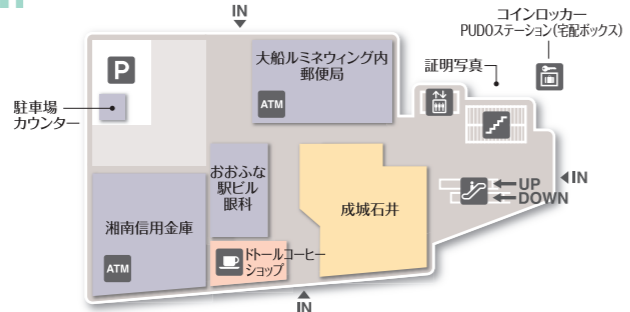 IN
コインロッカー
PUDOステーション(宅配ボックス)
P
大船ルミネウィング内
郵便局
ATM
証明写真
駐車場
カウンター
おおふな
駅ビル
眼科
成城石井
UP
DOWN
IN
湘南信用金庫
ATM
ドトールコーヒー
ショップ
IN